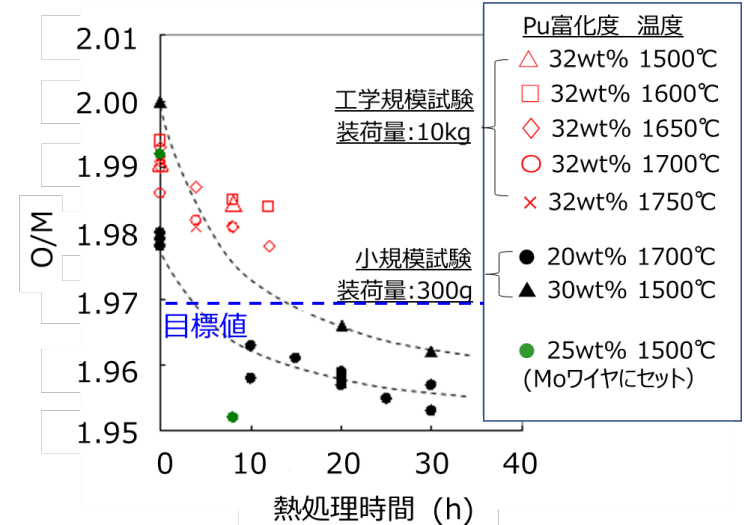 2.01
2.00
1.99
1.98
1.97
1.96
1.95
O/M
0
10
20
30
40
熱処理時間 (h)
目標値
工学規模試験
装荷量:10kg
小規模試験
装荷量:300g
Pu富化度 温度
△ 32wt% 1500℃
□ 32wt% 1600℃
◇ 32wt% 1650℃
○ 32wt% 1700℃
× 32wt% 1750℃
● 20wt% 1700℃
▲ 30wt% 1500℃
● 25wt% 1500℃
(Moワイヤにセット)